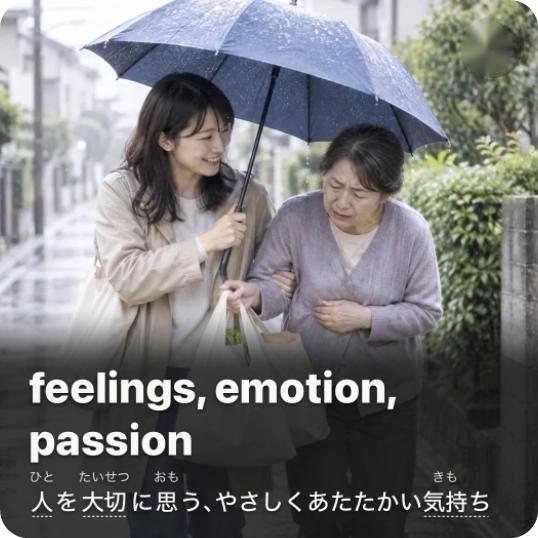 feelings, emotion,
passion
ひと たいせつ おも きも
人を大切に思う、やさしくあたたかい気持ち